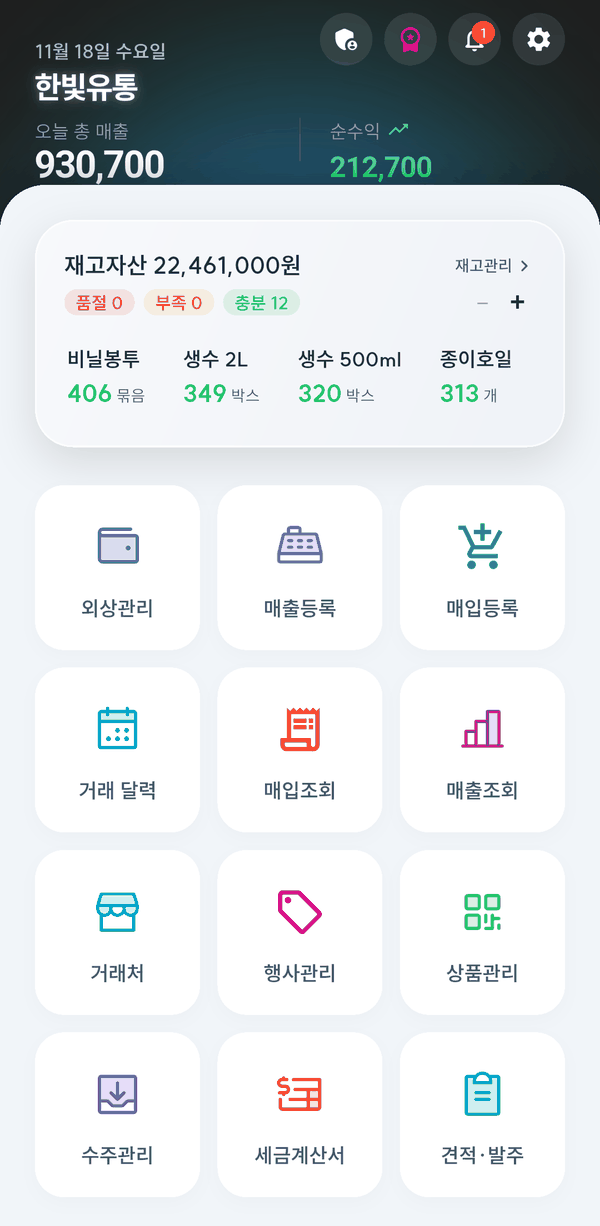 11월 18일 수요일
1
한빛유통
오늘 총 매출
순수익
930,700
212,700
재고자산 22,461,000원
재고관리 >
품절 0 부족 0 충분 12
− +
비닐봉투 생수 2L 생수 500ml 종이호일
406 묶음 349 박스 320 박스 313 개
외상관리 매출등록 매입등록
거래 달력 매입조회 매출조회
거래처 행사관리 상품관리
$
수주관리 세금계산서 견적·발주